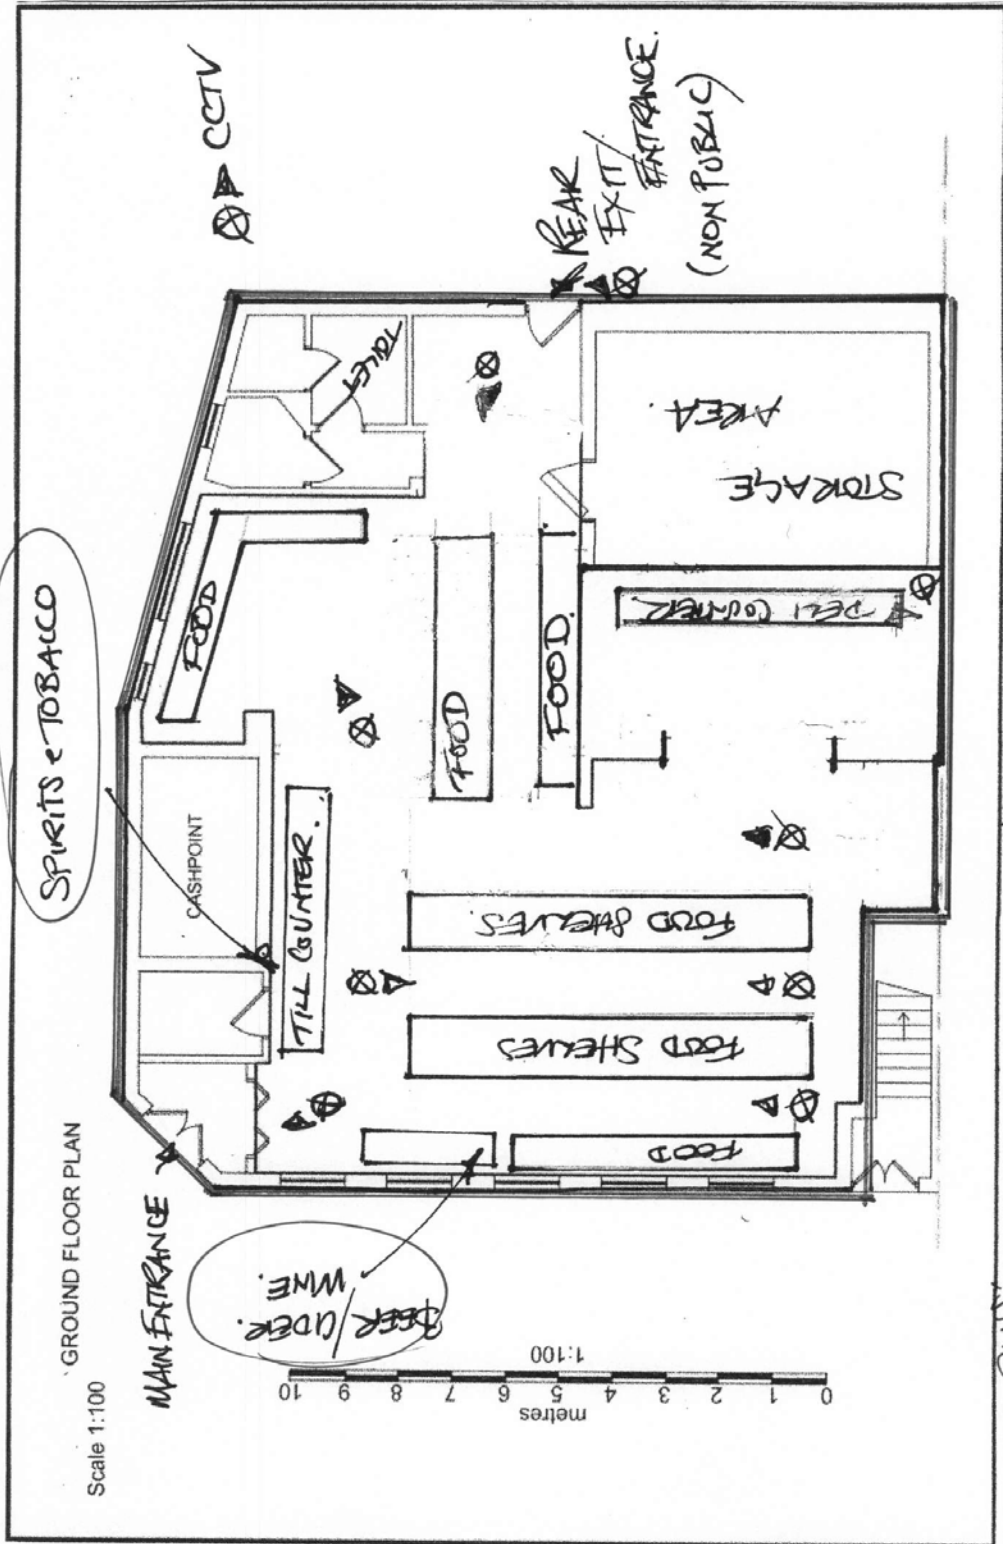 GROUND FLOOR PLAN
Scale 1:100
SPIRITS & TOBACCO
CCTV
MAIN ENTRANCE
CASHPOINT
FOOD
TOILET
TILL COUNTER.
REAR
EXIT/
ENTRANCE.
(NON PUBLIC)
BEER/CIDER.
WINE.
FOOD
FOOD.
FOOD SHELVES
FOOD SHELVES.
FOOD
DELI COUNTER
STORAGE
AREA.
metres
0 1 2 3 4 5 6 7 8 9 10
1:100